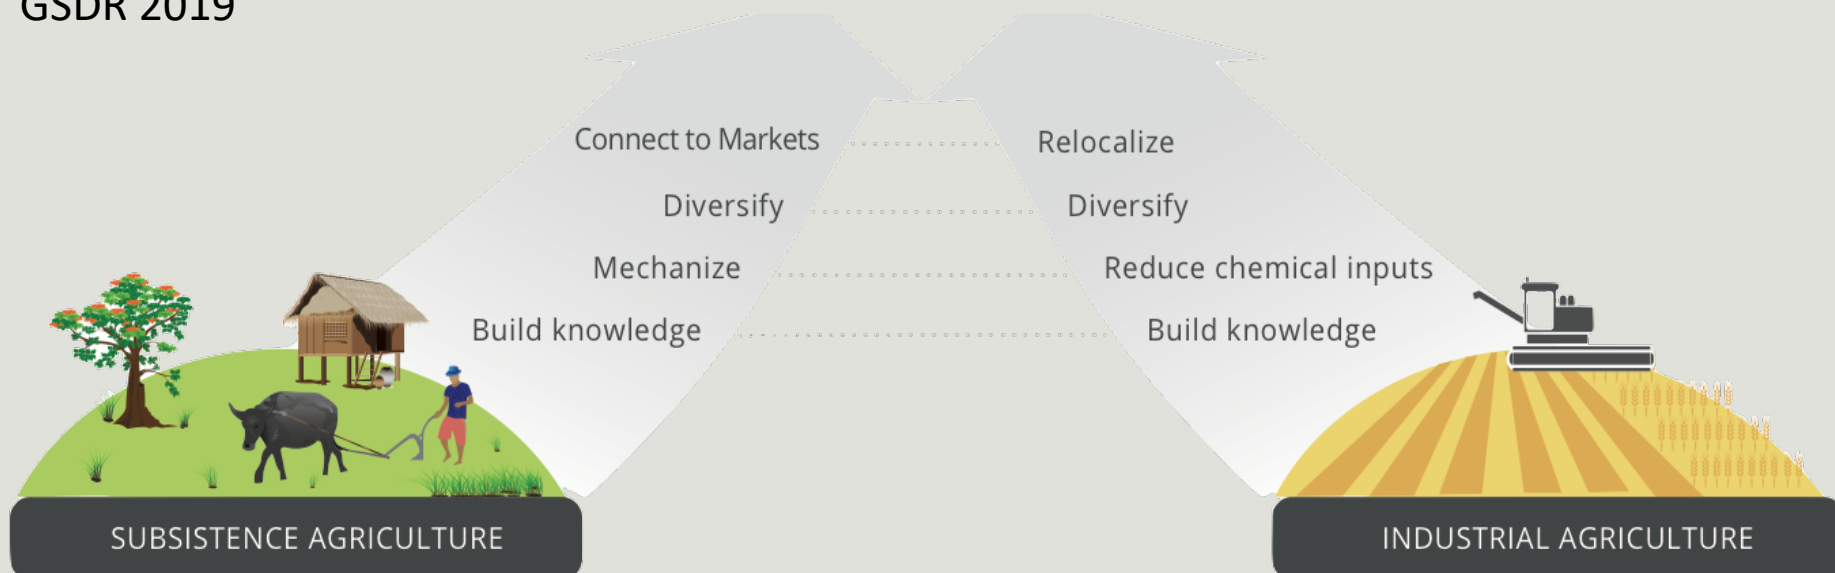 GSDR 2019
Connect to Markets
Relocalize
Diversify
Diversify
Mechanize
Reduce chemical inputs
Build knowledge
Build knowledge
SUBSISTENCE AGRICULTURE
INDUSTRIAL AGRICULTURE